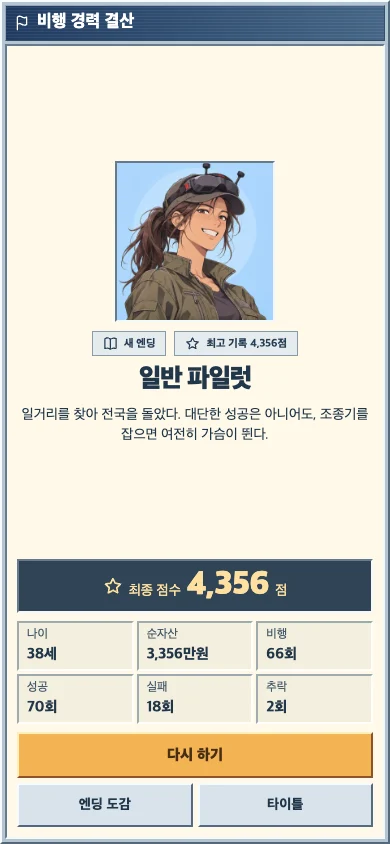 비행 경력 결산
새 엔딩
최고 기록 4,356점
일반 파일럿
일거리를 찾아 전국을 돌았다. 대단한 성공은 아니어도, 조종기를
잡으면 여전히 가슴이 뛴다.
최종 점수 4,356 점
나이
38세
순자산
3,356만원
비행
66회
성공
70회
실패
18회
추락
2회
다시 하기
엔딩 도감
타이틀